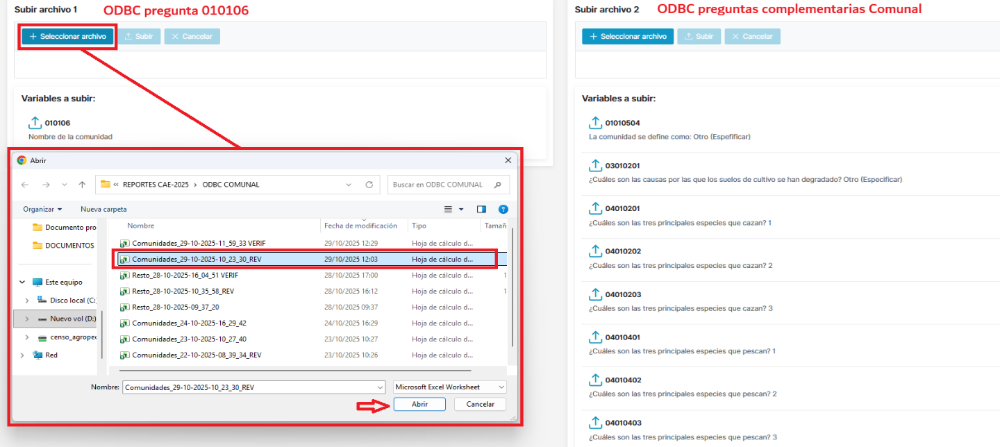 Subir archivo 1
ODBC pregunta 010106
Seleccionar archivo
Subir
Cancelar
Variables a subir:
010106
Nombre de la comunidad
Abrir
« REPORTES CAE-2025 › ODBC COMUNAL
Buscar en ODBC COMUNAL
Organizar
Nueva carpeta
Documento pro
DOCUMENTOS
Este equipo
Disco local (C:
Nuevo vol (D:)
censo_agropec
Red
Nombre
Fecha de modificación
Tipo
Tamañ
Comunidades_29-10-2025-11_59_33 VERIF
29/10/2025 12:29
Hoja de cálculo d...
Comunidades_29-10-2025-10_23_30_REV
29/10/2025 12:03
Hoja de cálculo d...
Resto_28-10-2025-16_04_51 VERIF
28/10/2025 17:00
Hoja de cálculo d...
1
Resto_28-10-2025-10_35_58_REV
28/10/2025 16:12
Hoja de cálculo d...
1
Resto_28-10-2025-09_37_20
28/10/2025 09:37
Hoja de cálculo d...
Comunidades_24-10-2025-16_29_42
24/10/2025 16:29
Hoja de cálculo d...
Comunidades_23-10-2025-10_27_40
23/10/2025 10:27
Hoja de cálculo d...
Comunidades_22-10-2025-08_39_34_REV
23/10/2025 10:26
Hoja de cálculo d...
Nombre:
Comunidades_29-10-2025-10_23_30_REV
Microsoft Excel Worksheet
Abrir
Cancelar
Subir archivo 2
ODBC preguntas complementarias Comunal
Seleccionar archivo
Subir
Cancelar
Variables a subir:
01010504
La comunidad se define como: Otro (Espefificar)
03010201
¿Cuáles son las causas por las que los suelos de cultivo se han degradado? Otro (Especificar)
04010201
¿Cuáles son las tres principales especies que cazan? 1
04010202
¿Cuáles son las tres principales especies que cazan? 2
04010203
¿Cuáles son las tres principales especies que cazan? 3
04010401
¿Cuáles son las tres principales especies que pescan? 1
04010402
¿Cuáles son las tres principales especies que pescan? 2
04010403
¿Cuáles son las tres principales especies que pescan? 3